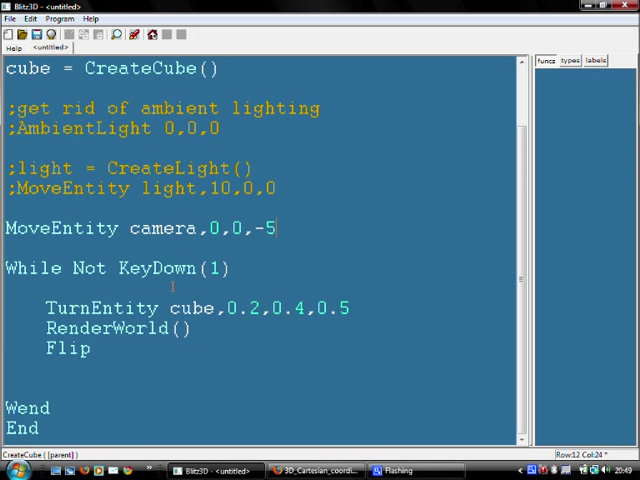 Blitz3D - <untitled>
File Edit Program Help
Help <untitled>
funcs types labels
cube = CreateCube()
;get rid of ambient lighting
;AmbientLight 0,0,0
;light = CreateLight()
;MoveEntity light,10,0,0
MoveEntity camera,0,0,-5
While Not KeyDown(1)
TurnEntity cube,0.2,0.4,0.5
RenderWorld()
Flip
Wend
End
CreateCube ( [parent] )
Row:12 Col:24
Blitz3D - <untitled>
3D_Cartesian_coordi...
Flashing
20:49